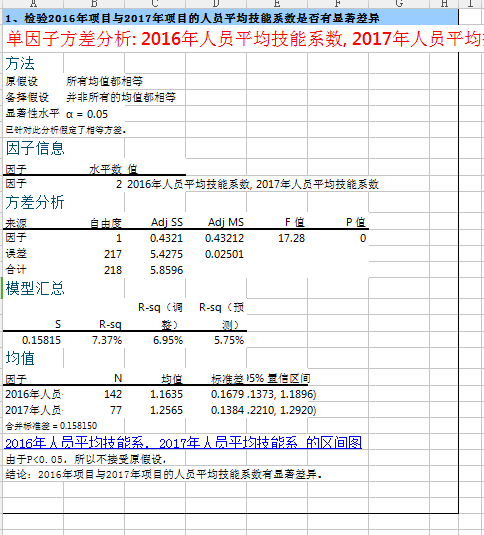 A B C D E F G H I
1、检验2016年项目与2017年项目的人员平均技能系数是否有显著差异
单因子方差分析: 2016年人员平均技能系数, 2017年人员平均技
方法
原假设 所有均值都相等
备择假设 并非所有的均值都相等
显著性水平 α = 0.05
已针对此分析假定了相等方差。
因子信息
因子 水平数 值
因子 2 2016年人员平均技能系数, 2017年人员平均技能系数
方差分析
来源 自由度 Adj SS Adj MS F 值 P 值
因子 1 0.4321 0.43212 17.28 0
误差 217 5.4275 0.02501
合计 218 5.8596
模型汇总
R-sq（调 R-sq（预
S R-sq 整） 测）
0.15815 7.37% 6.95% 5.75%
均值
因子 N 均值 标准差 95% 置信区间
2016年人员 142 1.1635 0.1679 .1373, 1.1896)
2017年人员 77 1.2565 0.1384 .2210, 1.2920)
合并标准差 = 0.158150
2016年人员平均技能系, 2017年人员平均技能系 的区间图
由于P<0.05，所以不接受原假设，
结论：2016年项目与2017年项目的人员平均技能系数有显著差异。